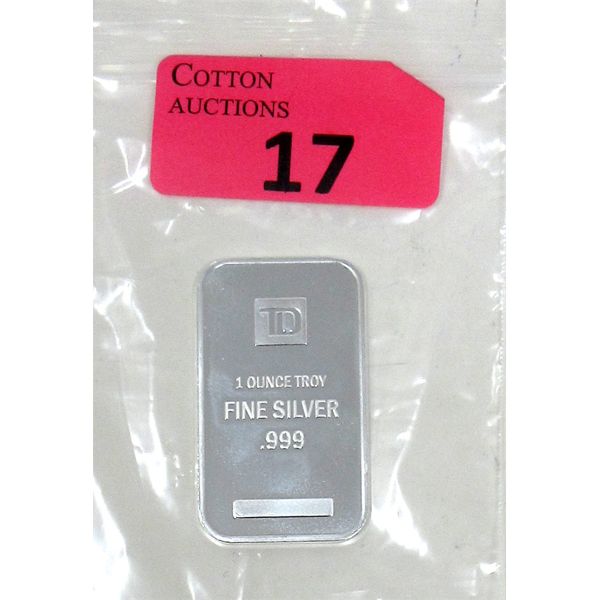 COTTON
AUCTIONS
17
TD
1 OUNCE TROY
FINE SILVER
.999